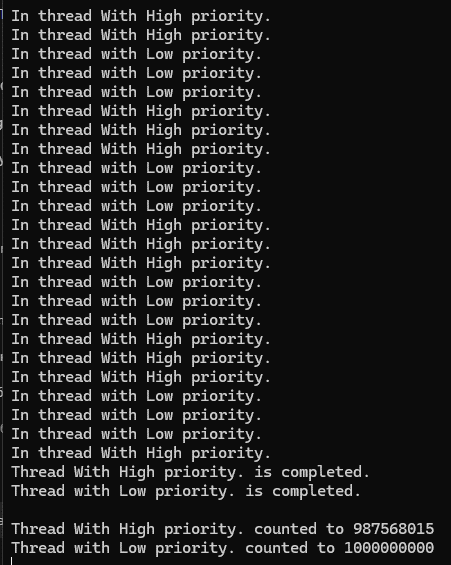 In thread With High priority.
In thread With High priority.
In thread with Low priority.
In thread with Low priority.
In thread with Low priority.
In thread With High priority.
In thread With High priority.
In thread With High priority.
In thread with Low priority.
In thread with Low priority.
In thread with Low priority.
In thread With High priority.
In thread With High priority.
In thread With High priority.
In thread with Low priority.
In thread with Low priority.
In thread with Low priority.
In thread With High priority.
In thread With High priority.
In thread With High priority.
In thread with Low priority.
In thread with Low priority.
In thread with Low priority.
In thread With High priority.
Thread With High priority. is completed.
Thread with Low priority. is completed.
Thread With High priority. counted to 987568015
Thread with Low priority. counted to 1000000000